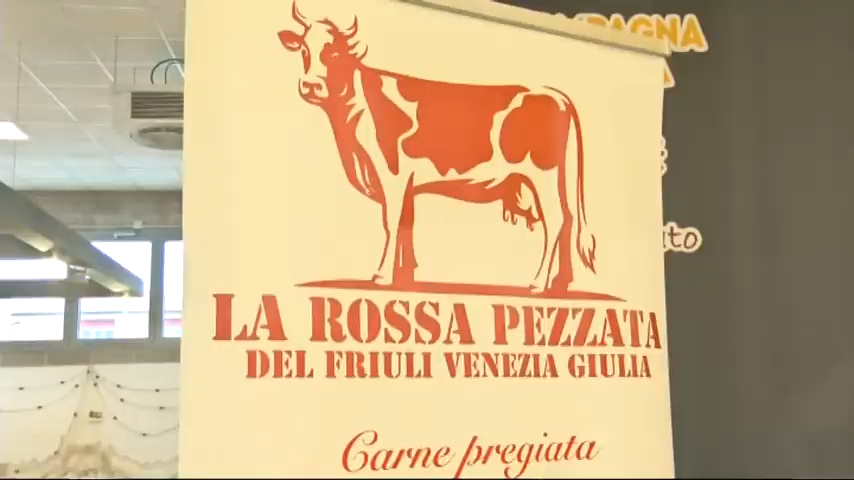 LA ROSSA PEZZATA
DEL FRIULI VENEZIA GIULIA
Carne pregiata